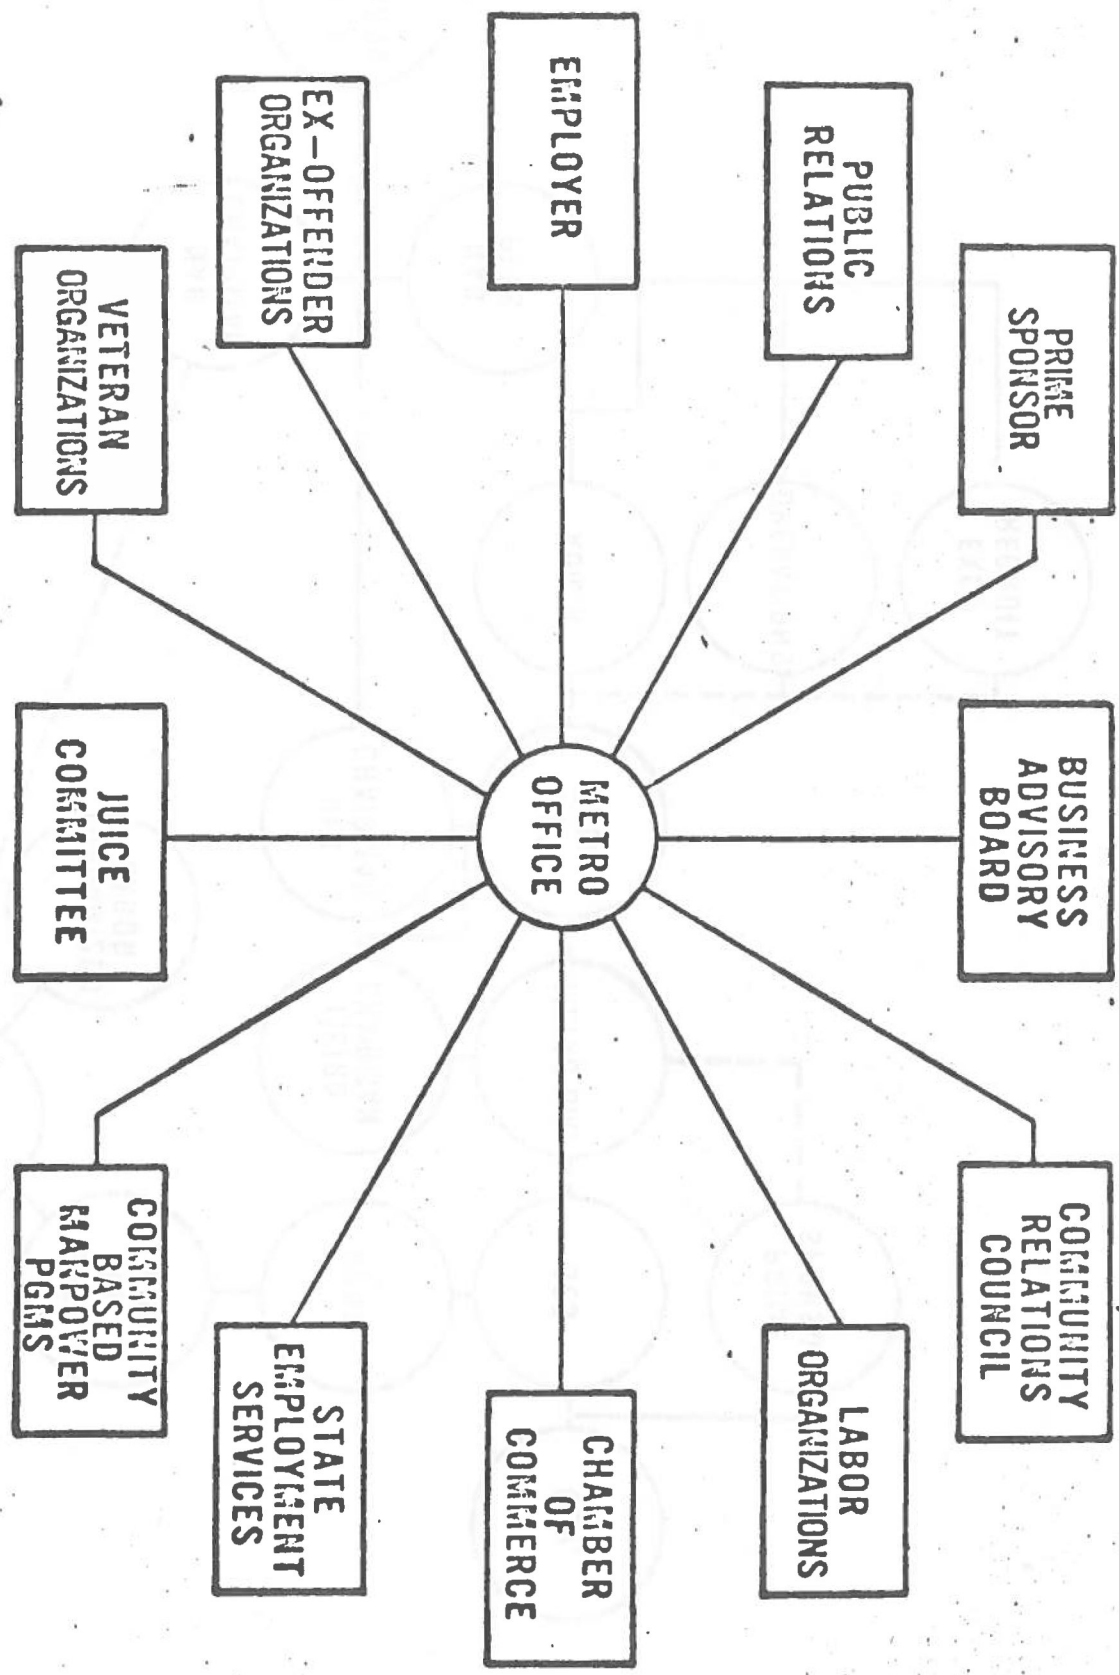 PRIME
SPONSOR
BUSINESS
ADVISORY
BOARD
COMMUNITY
RELATIONS
COUNCIL
PUBLIC
RELATIONS
LABOR
ORGANIZATIONS
EMPLOYER
METRO
OFFICE
CHAMBER
OF
COMMERCE
EX-OFFENDER
ORGANIZATIONS
STATE
EMPLOYMENT
SERVICES
VETERAN
ORGANIZATIONS
JUICE
COMMITTEE
COMMUNITY
BASED
MANPOWER
PGMS